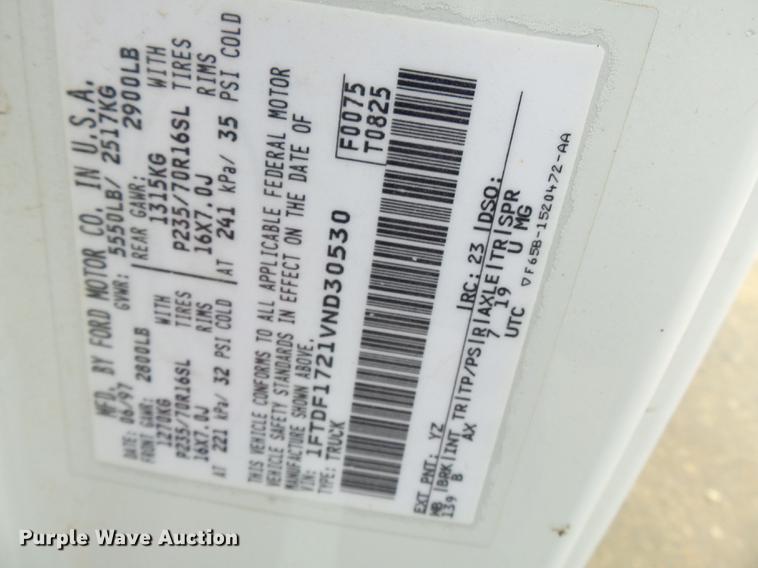 MFD. BY FORD MOTOR CO. IN U.S.A.
DATE: 06/97 GVWR: 5550LB/ 2517KG
FRONT GAWR: 2800LB REAR GAWR: 2900LB
1270KG WITH 1315KG WITH
P235/70R16SL TIRES P235/70R16SL TIRES
16X7.0J RIMS 16X7.0J RIMS
AT 221 kPa/ 32 PSI COLD AT 241 kPa/ 35 PSI COLD
THIS VEHICLE CONFORMS TO ALL APPLICABLE FEDERAL MOTOR
VEHICLE SAFETY STANDARDS IN EFFECT ON THE DATE OF
MANUFACTURE SHOWN ABOVE.
VIN: 1FTDF1721VND30530
TYPE: TRUCK
F0075
T0825
EXT PNT: YZ RC: 23 DSO:
WB BRK INT TR TP/PS R AXLE TR SPR
139 B AX 7 19 U MG
UTC ▽F65B-1520472-AA
Purple Wave Auction